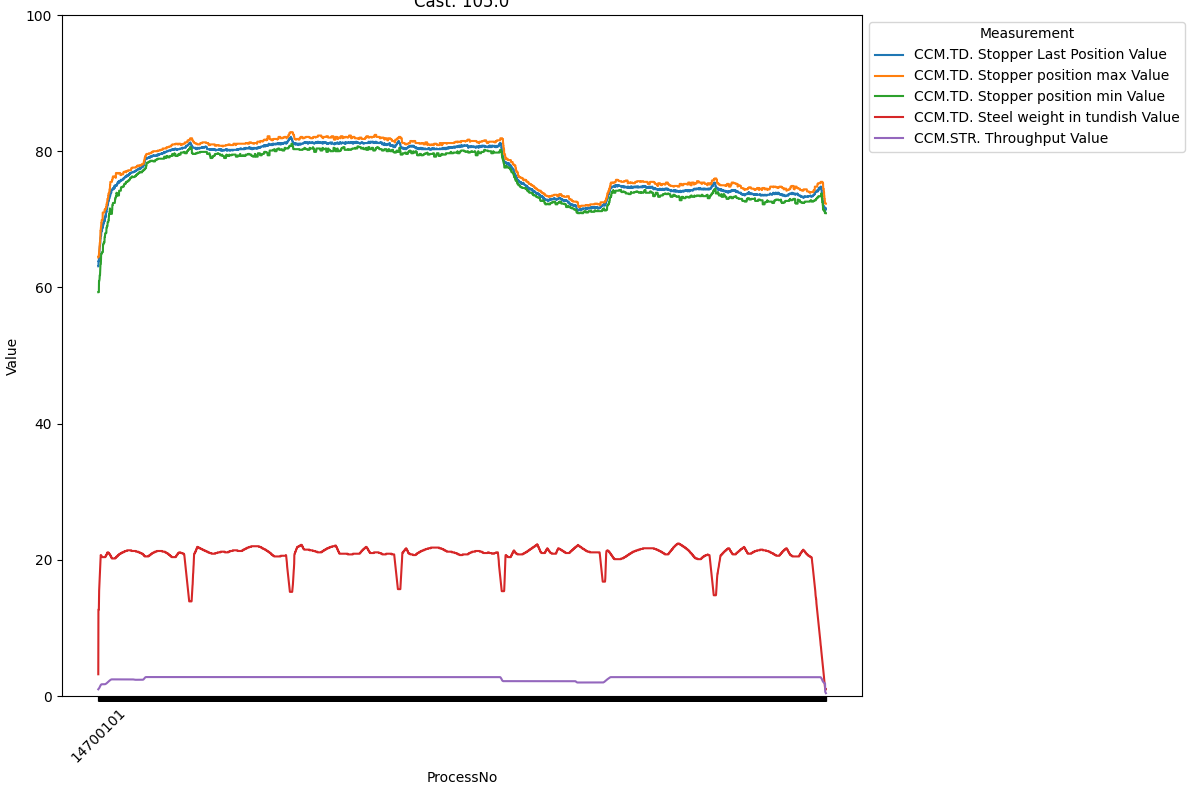 Cast: 105.0
Measurement
CCM.TD. Stopper Last Position Value
CCM.TD. Stopper position max Value
CCM.TD. Stopper position min Value
CCM.TD. Steel weight in tundish Value
CCM.STR. Throughput Value
100
80
60
40
20
0
Value
14700101
ProcessNo